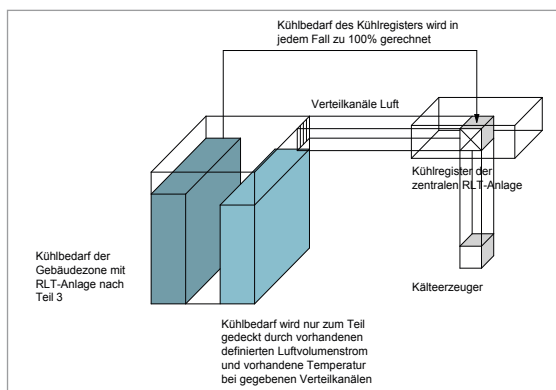 Kühlbedarf des Kühlregisters wird in
jedem Fall zu 100% gerechnet
Verteilkanäle Luft
Kühlregister der
zentralen RLT-Anlage
Kühlbedarf der
Gebäudezone mit
RLT-Anlage nach
Teil 3
Kälteerzeuger
Kühlbedarf wird nur zum Teil
gedeckt durch vorhandenen
definierten Luftvolumenstrom
und vorhandene Temperatur
bei gegebenen Verteilkanälen